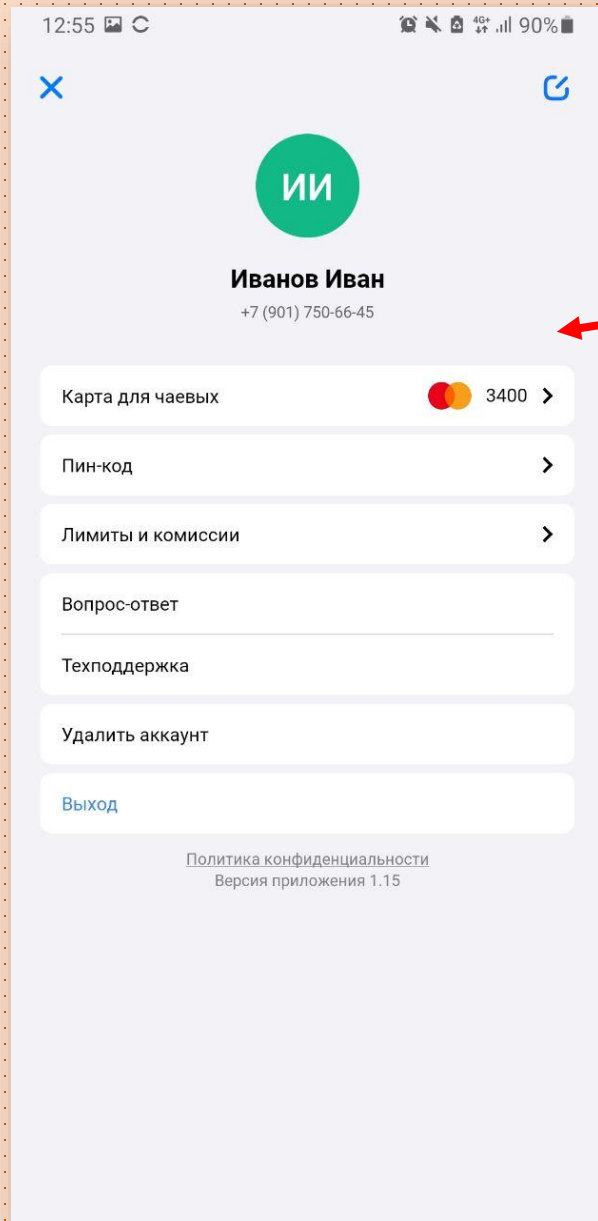 12:55 4G+ 90%
ИИ
Иванов Иван
+7 (901) 750-66-45
Карта для чаевых 3400
Пин-код
Лимиты и комиссии
Вопрос-ответ
Техподдержка
Удалить аккаунт
Выход
Политика конфиденциальности
Версия приложения 1.15